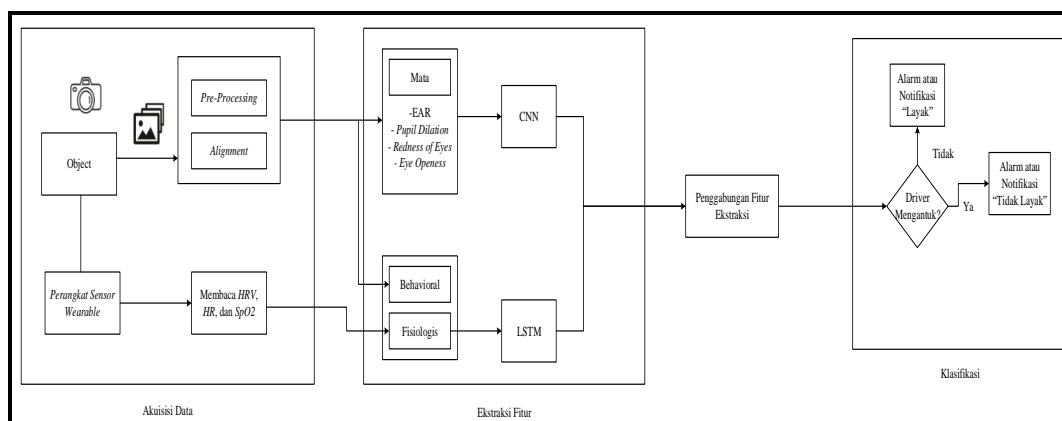 Object
Pre-Processing
Alignment
Perangkat Sensor
Wearable
Membaca HRV,
HR, dan SpO2
Akuisisi Data
Mata
-EAR
- Pupil Dilation
- Redness of Eyes
- Eye Openess
CNN
Behavioral
Fisiologis
LSTM
Ekstraksi Fitur
Penggabungan Fitur
Ekstraksi
Alarm atau
Notifikasi
“Layak”
Tidak
Driver
Mengantuk?
Ya
Alarm atau
Notifikasi
“Tidak Layak”
Klasifikasi